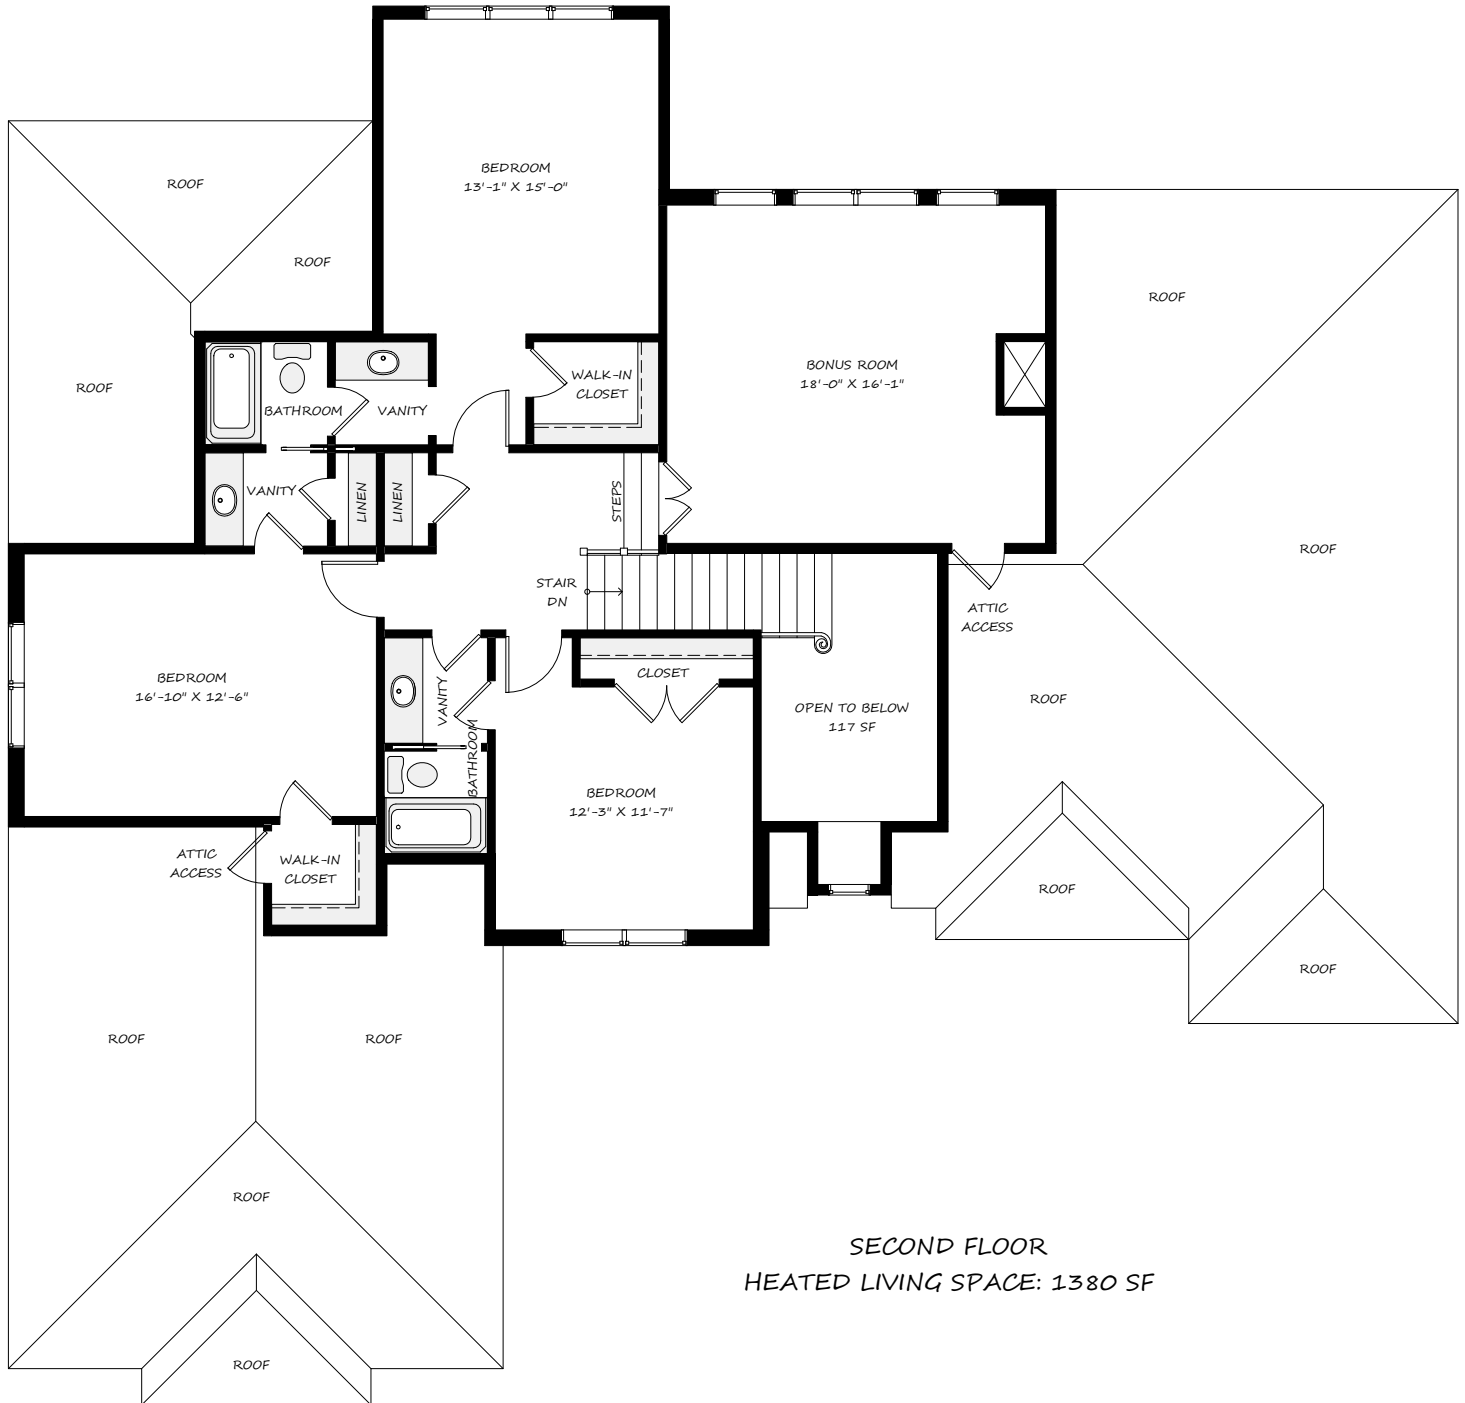 BEDROOM
13'-1" X 15'-0"
ROOF
ROOF
ROOF
ROOF
BONUS ROOM
18'-0" X 16'-1"
WALK-IN
CLOSET
BATHROOM
VANITY
VANITY
LINEN
LINEN
STEPS
ROOF
STAIR
DN
ATTIC
ACCESS
BEDROOM
16'-10" X 12'-6"
VANITY
BATHROOM
CLOSET
OPEN TO BELOW
117 SF
ROOF
BEDROOM
12'-3" X 11'-7"
ATTIC
ACCESS
WALK-IN
CLOSET
ROOF
ROOF
ROOF
ROOF
ROOF
SECOND FLOOR
HEATED LIVING SPACE: 1380 SF
ROOF